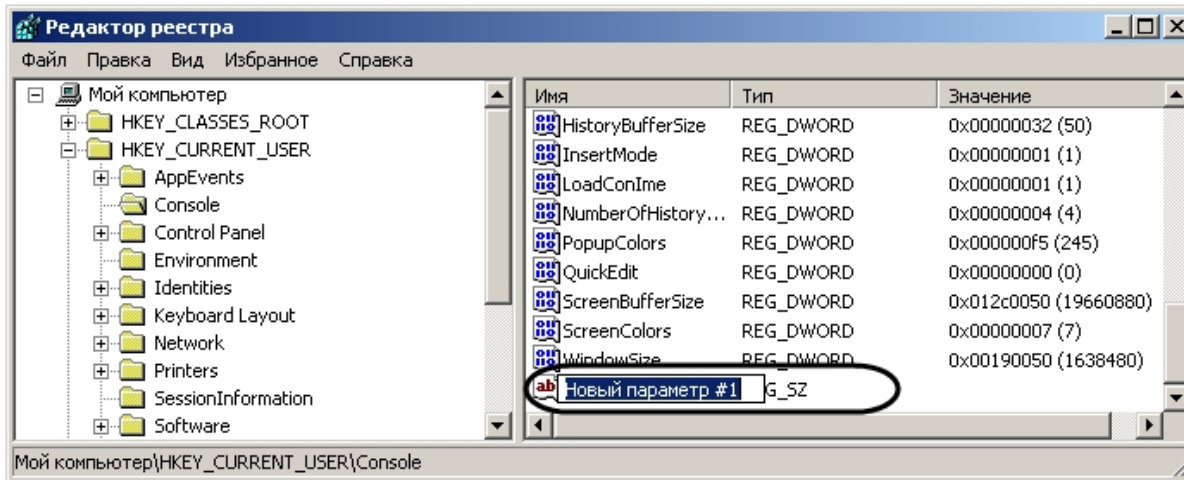 Редактор реестра
Файл Правка Вид Избранное Справка
Мой компьютер
HKEY_CLASSES_ROOT
HKEY_CURRENT_USER
AppEvents
Console
Control Panel
Environment
Identities
Keyboard Layout
Network
Printers
SessionInformation
Software
Имя Тип Значение
HistoryBufferSize REG_DWORD 0x00000032 (50)
InsertMode REG_DWORD 0x00000001 (1)
LoadConIme REG_DWORD 0x00000001 (1)
NumberOfHistory... REG_DWORD 0x00000004 (4)
PopupColors REG_DWORD 0x000000f5 (245)
QuickEdit REG_DWORD 0x00000000 (0)
ScreenBufferSize REG_DWORD 0x012c0050 (19660880)
ScreenColors REG_DWORD 0x00000007 (7)
WindowSize REG_DWORD 0x00190050 (1638480)
Новый параметр #1 G_SZ
Мой компьютер\HKEY_CURRENT_USER\Console